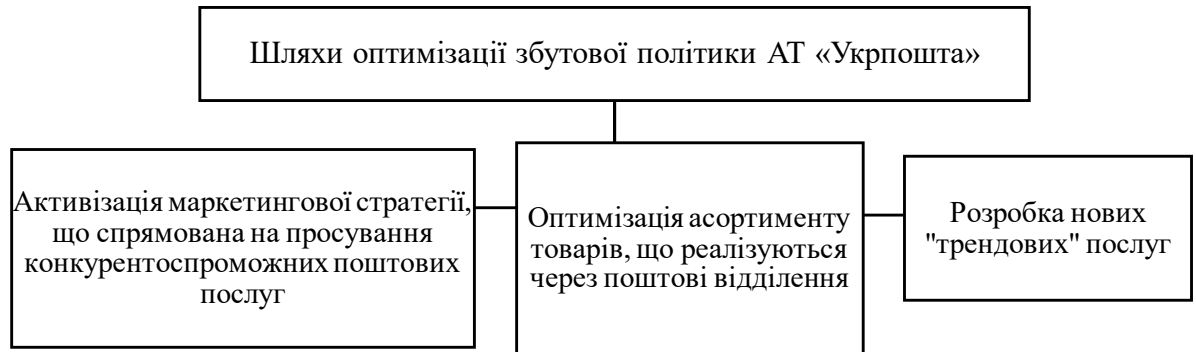 Шляхи оптимізації збутової політики АТ «Укрпошта»
Активізація маркетингової стратегії,
що спрямована на просування
конкурентоспроможних поштових
послуг
Оптимізація асортименту
товарів, що реалізуються
через поштові відділення
Розробка нових
"трендових" послуг